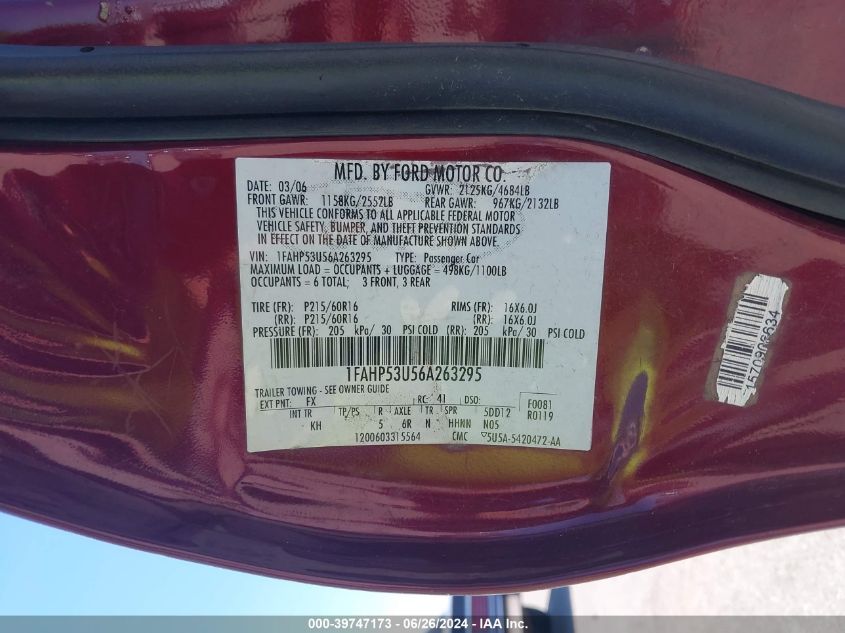 MFD. BY FORD MOTOR CO.
DATE: 03/06 GVWR: 2125KG/4684LB
FRONT GAWR: 1158KG/2552LB REAR GAWR: 967KG/2132LB
THIS VEHICLE CONFORMS TO ALL APPLICABLE FEDERAL MOTOR
VEHICLE SAFETY, BUMPER, AND THEFT PREVENTION STANDARDS
IN EFFECT ON THE DATE OF MANUFACTURE SHOWN ABOVE.
VIN: 1FAHP53U56A263295 TYPE: Passenger Car
MAXIMUM LOAD = OCCUPANTS + LUGGAGE = 498KG/1100LB
OCCUPANTS = 6 TOTAL; 3 FRONT, 3 REAR
TIRE (FR): P215/60R16 RIMS (FR): 16X6.0J
(RR): P215/60R16 (RR): 16X6.0J
PRESSURE (FR): 205 kPa/ 30 PSI COLD (RR): 205 kPa/ 30 PSI COLD
1FAHP53U56A263295
TRAILER TOWING - SEE OWNER GUIDE
EXT PNT: FX RC: 41 DSO: F0081
INT TR TP/PS R AXLE TR SPR 5DD12 R0119
KH 5 6R N HHNN N05
1200603315564 CMC ▽5U5A-5420472-AA
1570906634
000-39747173 - 06/26/2024 - IAA Inc.